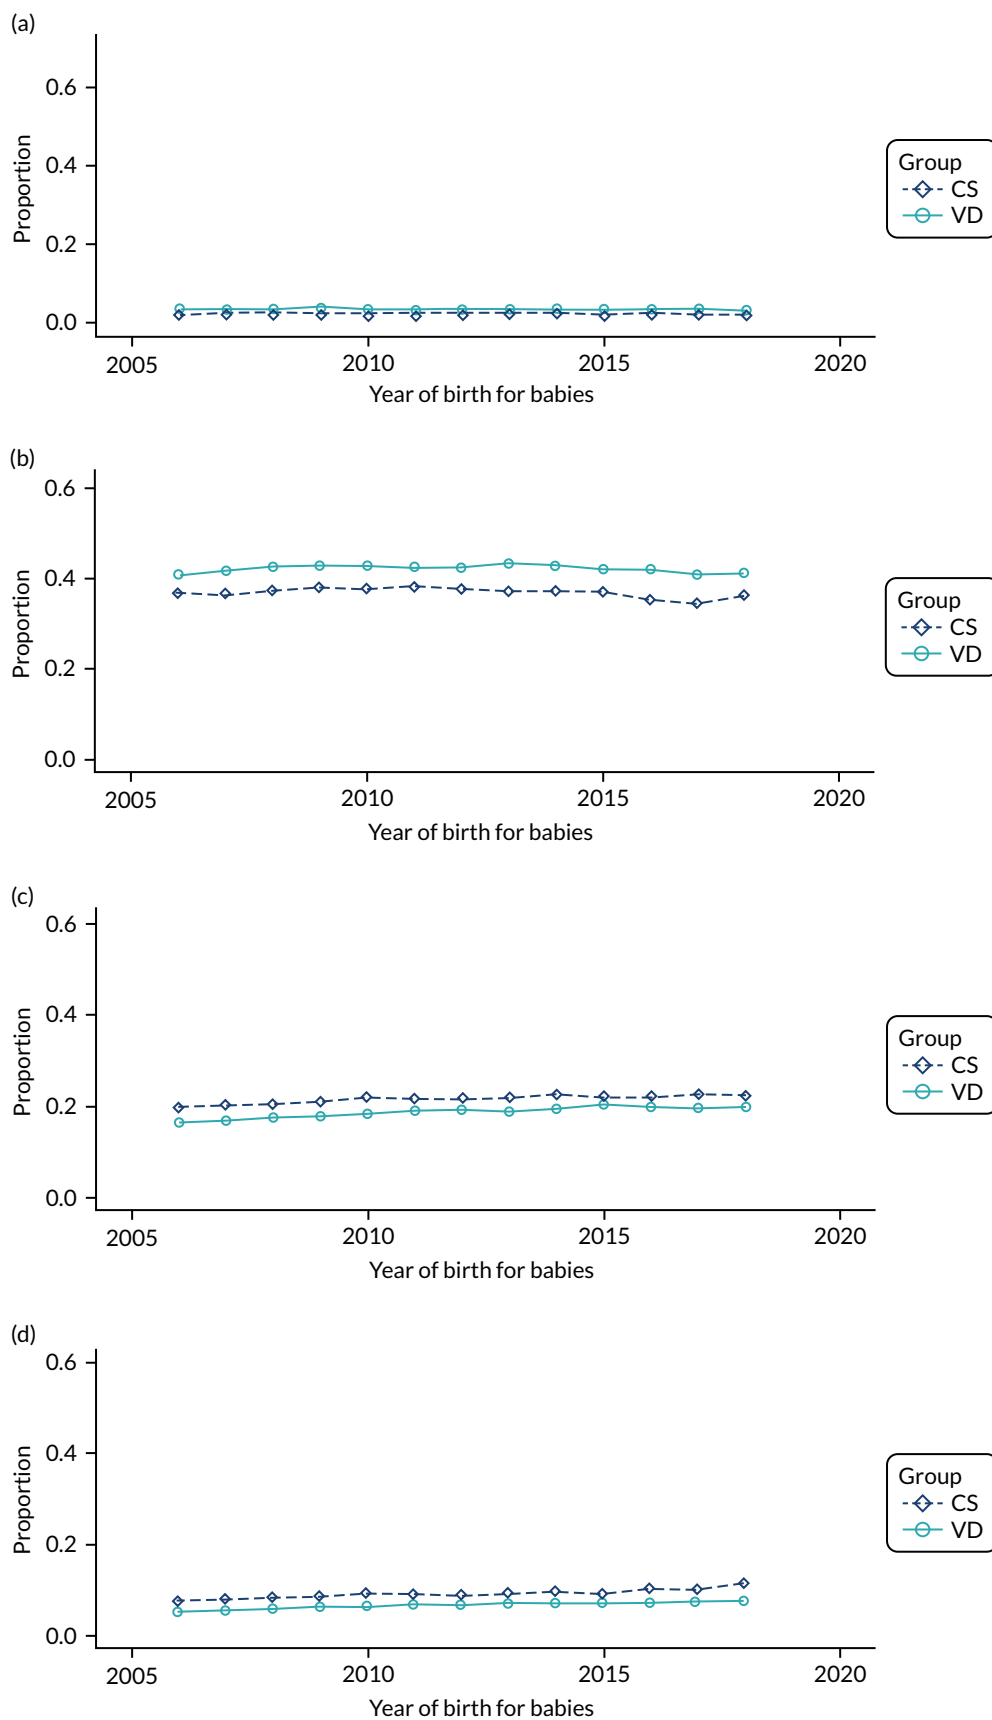 (a)
0.6
0.4
0.2
0.0
Proportion
2005 2010 2015 2020
Year of birth for babies
Group
CS
VD
(b)
0.6
0.4
0.2
0.0
Proportion
2005 2010 2015 2020
Year of birth for babies
Group
CS
VD
(c)
0.6
0.4
0.2
0.0
Proportion
2005 2010 2015 2020
Year of birth for babies
Group
CS
VD
(d)
0.6
0.4
0.2
0.0
Proportion
2005 2010 2015 2020
Year of birth for babies
Group
CS
VD